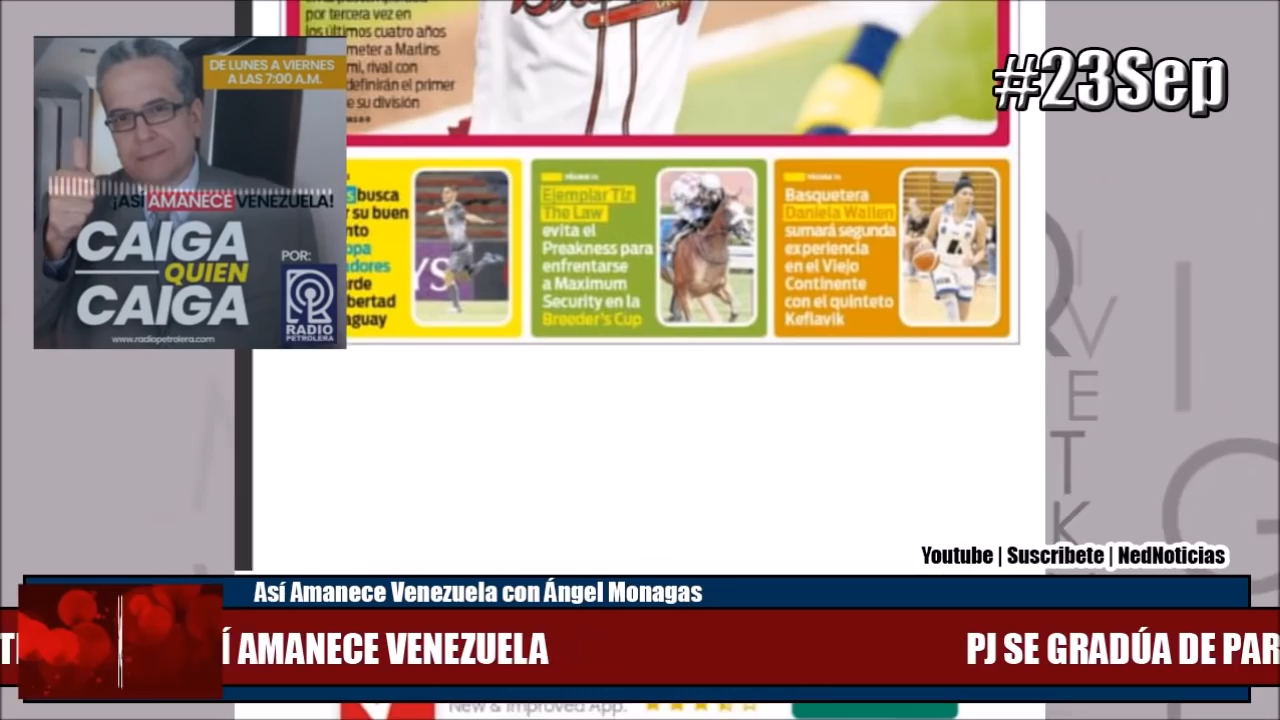 por tercera vez en
los últimos cuatro años
meter a Marlins
mi, rival con
definirán el primer
e su división
#23Sep
DE LUNES A VIERNES
A LAS 7:00 A.M.
¡ASÍ AMANECE VENEZUELA!
CAIGA
QUIEN
CAIGA
POR:
RADIO
PETROLERA
www.radiopetrolera.com
busca
r su buen
nto
opa
adores
rde
bertad
guay
Ejemplar Tiz
The Law
evita el
Preakness para
enfrentarse
a Maximum
Security en la
Breeder's Cup
Basquetera
Daniela Wallen
sumará segunda
experiencia
en el Viejo
Continente
con el quinteto
Keflavik
R
V
E
T
K
I
G
Youtube | Suscribete | NedNoticias
Así Amanece Venezuela con Ángel Monagas
Í AMANECE VENEZUELA
PJ SE GRADÚA DE PAR
New & Improved App.